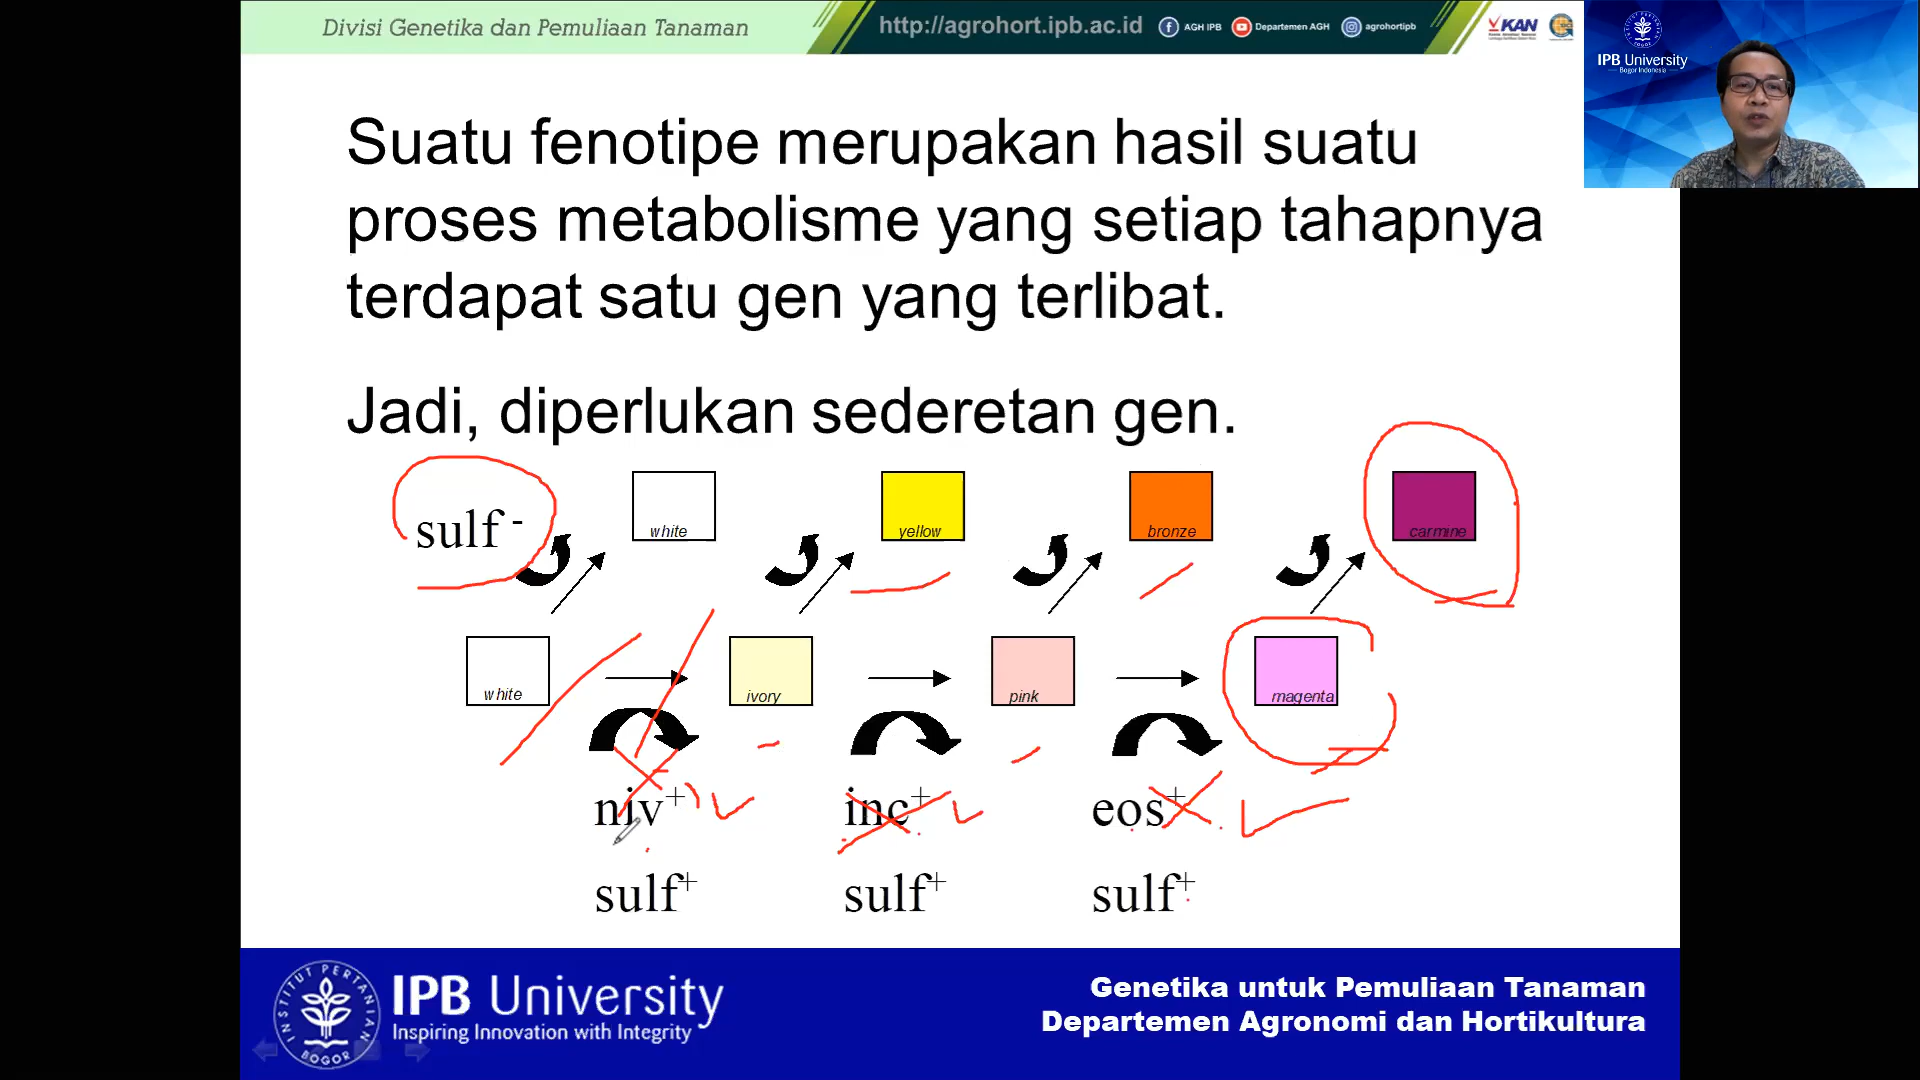 Divisi Genetika dan Pemuliaan Tanaman
http://agrohort.ipb.ac.id
AGH IPB
Departemen AGH
agrohortipb
KAN
IPB University
Bogor Indonesia
Suatu fenotipe merupakan hasil suatu
proses metabolisme yang setiap tahapnya
terdapat satu gen yang terlibat.
Jadi, diperlukan sederetan gen.
sulf -
white
yellow
bronze
carmine
white
ivory
pink
magenta
niv+
inc+
eos+
sulf+
sulf+
sulf+
INSTITUT PERTANIAN
BOGOR
IPB University
Inspiring Innovation with Integrity
Genetika untuk Pemuliaan Tanaman
Departemen Agronomi dan Hortikultura